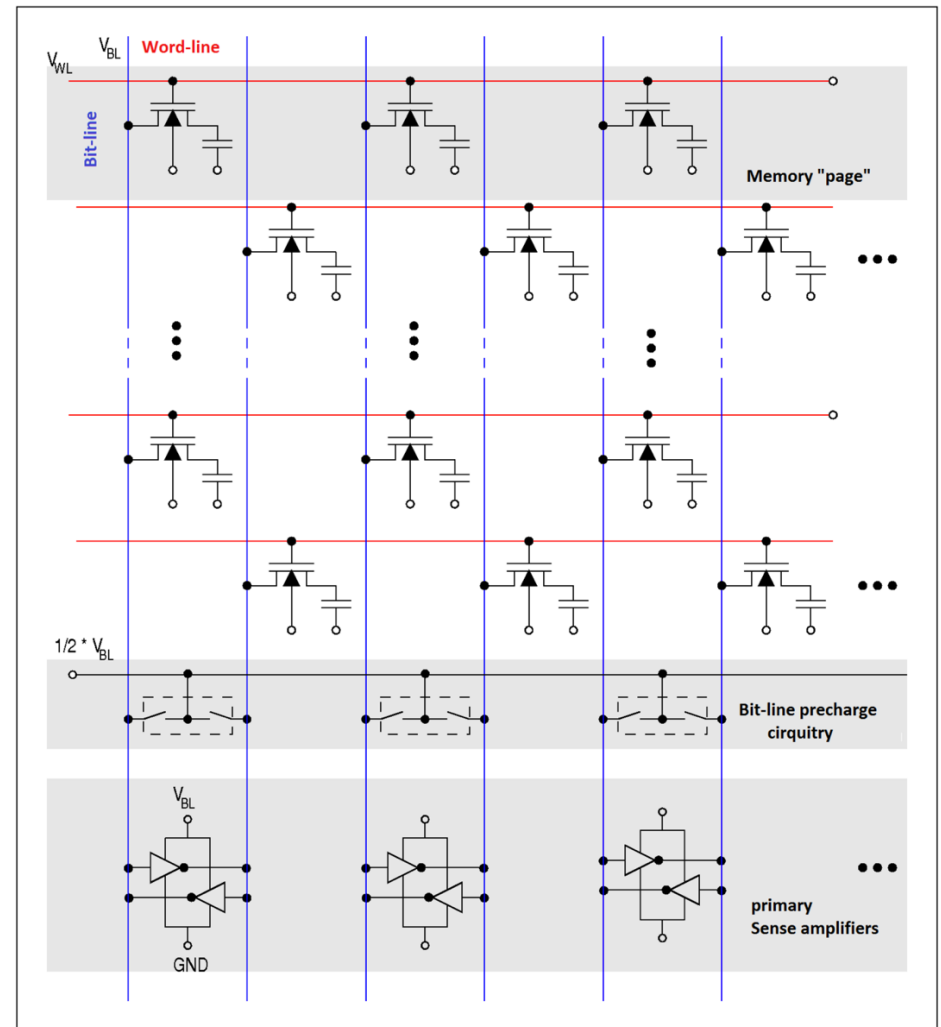 V_BL
Word-line
V_WL
Bit-line
Memory "page"
1/2 * V_BL
Bit-line precharge
cirquitry
V_BL
GND
primary
Sense amplifiers